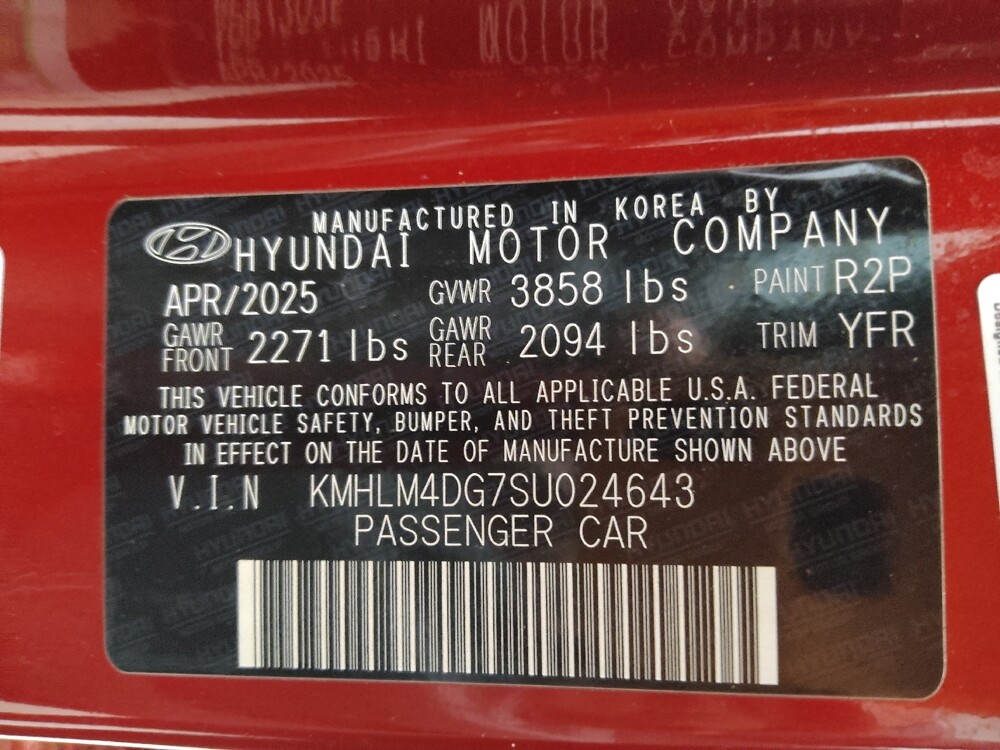 MANUFACTURED IN KOREA BY
HYUNDAI MOTOR COMPANY
APR/2025 GVWR 3858 lbs PAINT R2P
GAWR FRONT 2271 lbs GAWR REAR 2094 lbs TRIM YFR
THIS VEHICLE CONFORMS TO ALL APPLICABLE U.S.A. FEDERAL
MOTOR VEHICLE SAFETY, BUMPER, AND THEFT PREVENTION STANDARDS
IN EFFECT ON THE DATE OF MANUFACTURE SHOWN ABOVE
V.I.N KMHLM4DG7SU024643
PASSENGER CAR